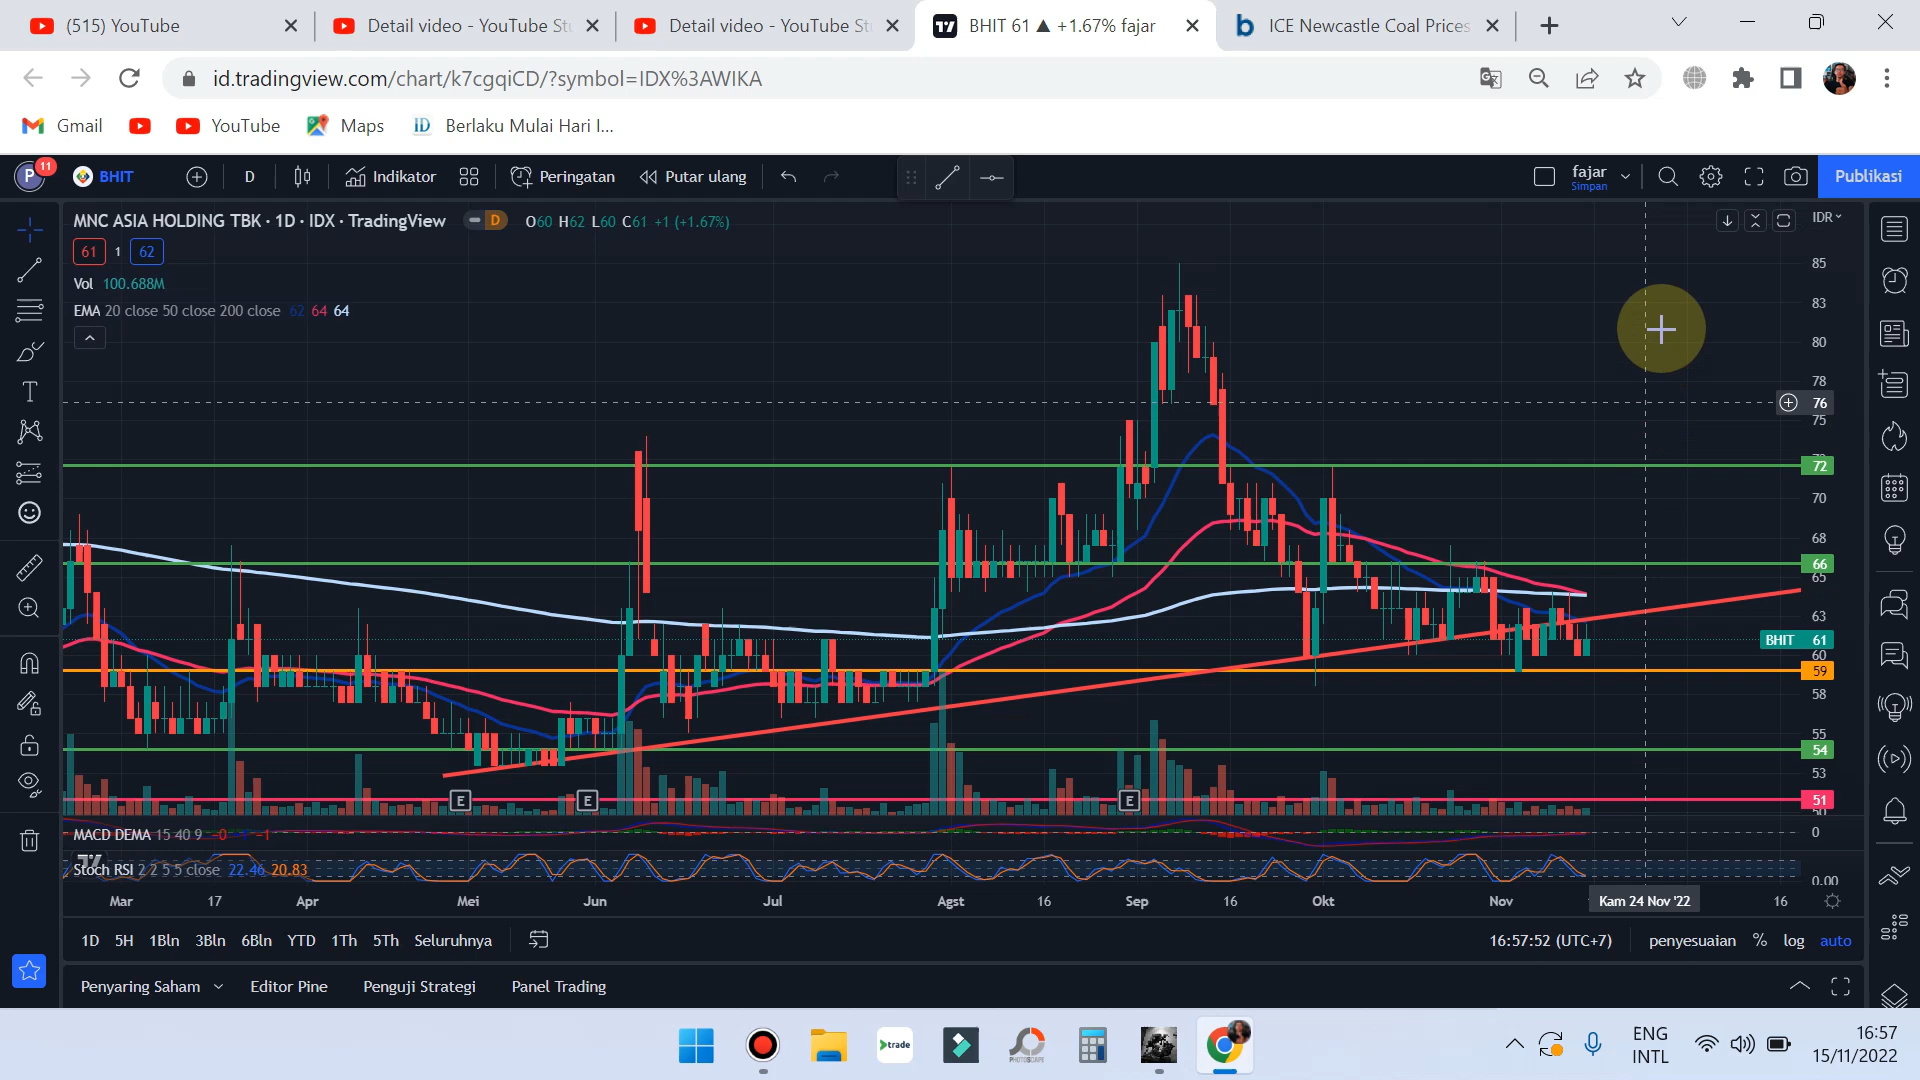 (515) YouTube
Detail video - YouTube St
Detail video - YouTube St
BHIT 61 ▲ +1.67% fajar
ICE Newcastle Coal Prices
id.tradingview.com/chart/k7cgqiCD/?symbol=IDX%3AWIKA
Gmail
YouTube
Maps
Berlaku Mulai Hari I...
P 11
BHIT
D
Indikator
Peringatan
Putar ulang
fajar
Simpan
Publikasi
MNC ASIA HOLDING TBK · 1D · IDX · TradingView
D
O60 H62 L60 C61 +1 (+1.67%)
IDR
61 1 62
Vol 100.688M
EMA 20 close 50 close 200 close 62 64 64
85
83
80
78
76
75
72
70
68
66
65
63
BHIT 61
60
59
58
55
54
53
51
E
E
E
MACD DEMA 15 40 9
0
Stoch RSI 2 2 5 5 close 22.46 20.83
0.00
Mar 17 Apr Mei Jun Jul Agst 16 Sep 16 Okt Nov Kam 24 Nov '22 16
1D 5H 1Bln 3Bln 6Bln YTD 1Th 5Th Seluruhnya
16:57:52 (UTC+7)
penyesuaian % log auto
Penyaring Saham
Editor Pine
Penguji Strategi
Panel Trading
trade
PHOTOSCAPE
ENG
INTL
16:57
15/11/2022